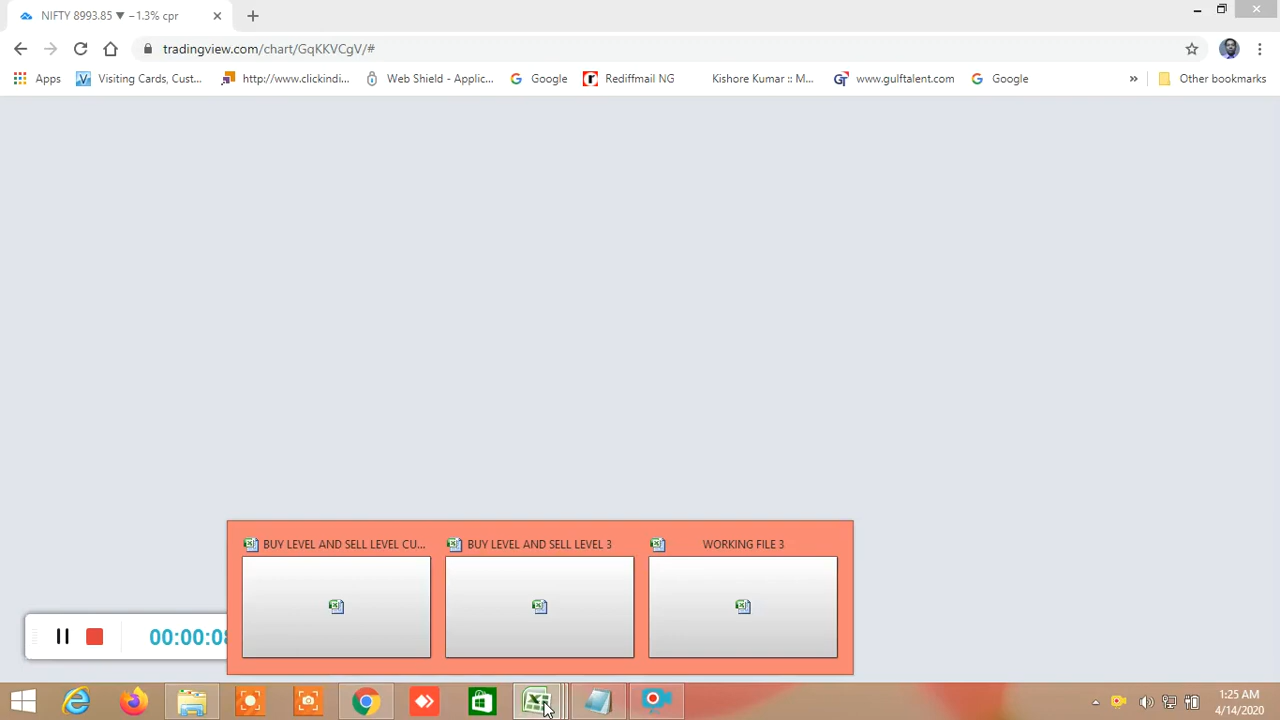 NIFTY 8993.85 ▼ −1.3% cpr
tradingview.com/chart/GqKKVCgV/#
Apps
Visiting Cards, Cust...
http://www.clickindi...
Web Shield - Applic...
Google
Rediffmail NG
Kishore Kumar :: M...
www.gulftalent.com
Google
»
Other bookmarks
BUY LEVEL AND SELL LEVEL CU...
BUY LEVEL AND SELL LEVEL 3
WORKING FILE 3
00:00:08
1:25 AM
4/14/2020